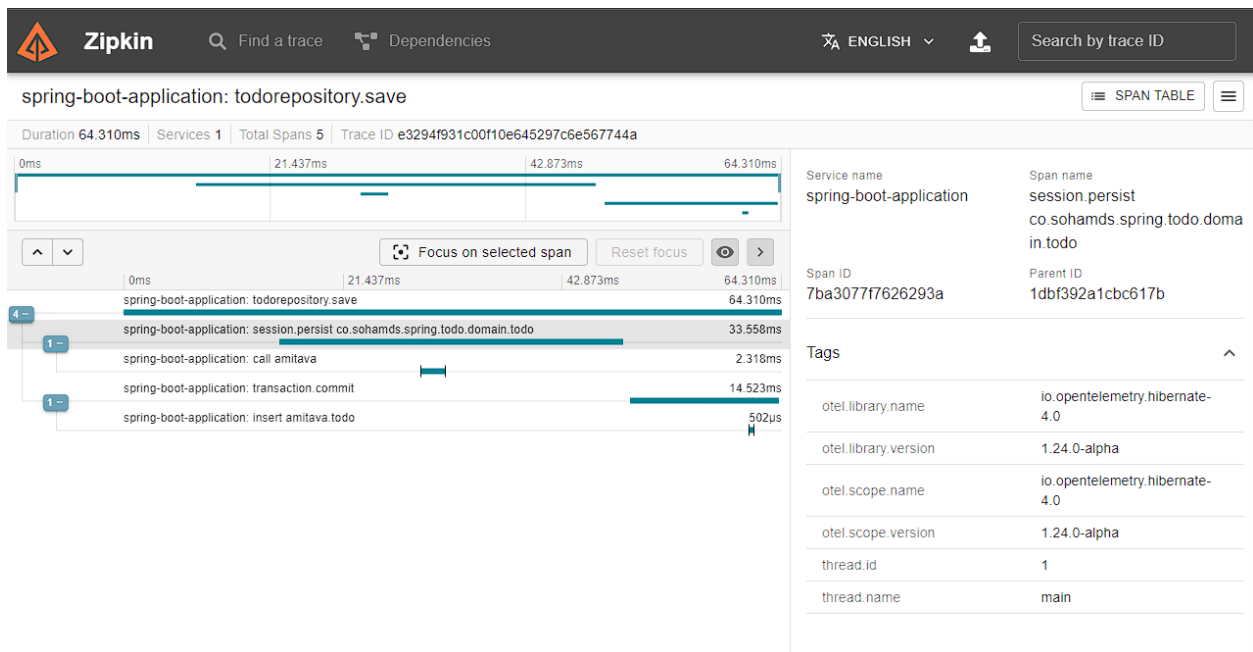 Zipkin Find a trace Dependencies ENGLISH Search by trace ID
spring-boot-application: todorepository.save SPAN TABLE
Duration 64.310ms Services 1 Total Spans 5 Trace ID e3294f931c00f10e645297c6e567744a
0ms 21.437ms 42.873ms 64.310ms
Focus on selected span Reset focus
0ms 21.437ms 42.873ms 64.310ms
spring-boot-application: todorepository.save 64.310ms
4 −
spring-boot-application: session.persist co.sohamds.spring.todo.domain.todo 33.558ms
1 −
spring-boot-application: call amitava 2.318ms
spring-boot-application: transaction.commit 14.523ms
1 −
spring-boot-application: insert amitava.todo 502µs
Service name
spring-boot-application
Span name
session.persist
co.sohamds.spring.todo.doma
in.todo
Span ID
7ba3077f7626293a
Parent ID
1dbf392a1cbc617b
Tags
otel.library.name io.opentelemetry.hibernate-
4.0
otel.library.version 1.24.0-alpha
otel.scope.name io.opentelemetry.hibernate-
4.0
otel.scope.version 1.24.0-alpha
thread.id 1
thread.name main